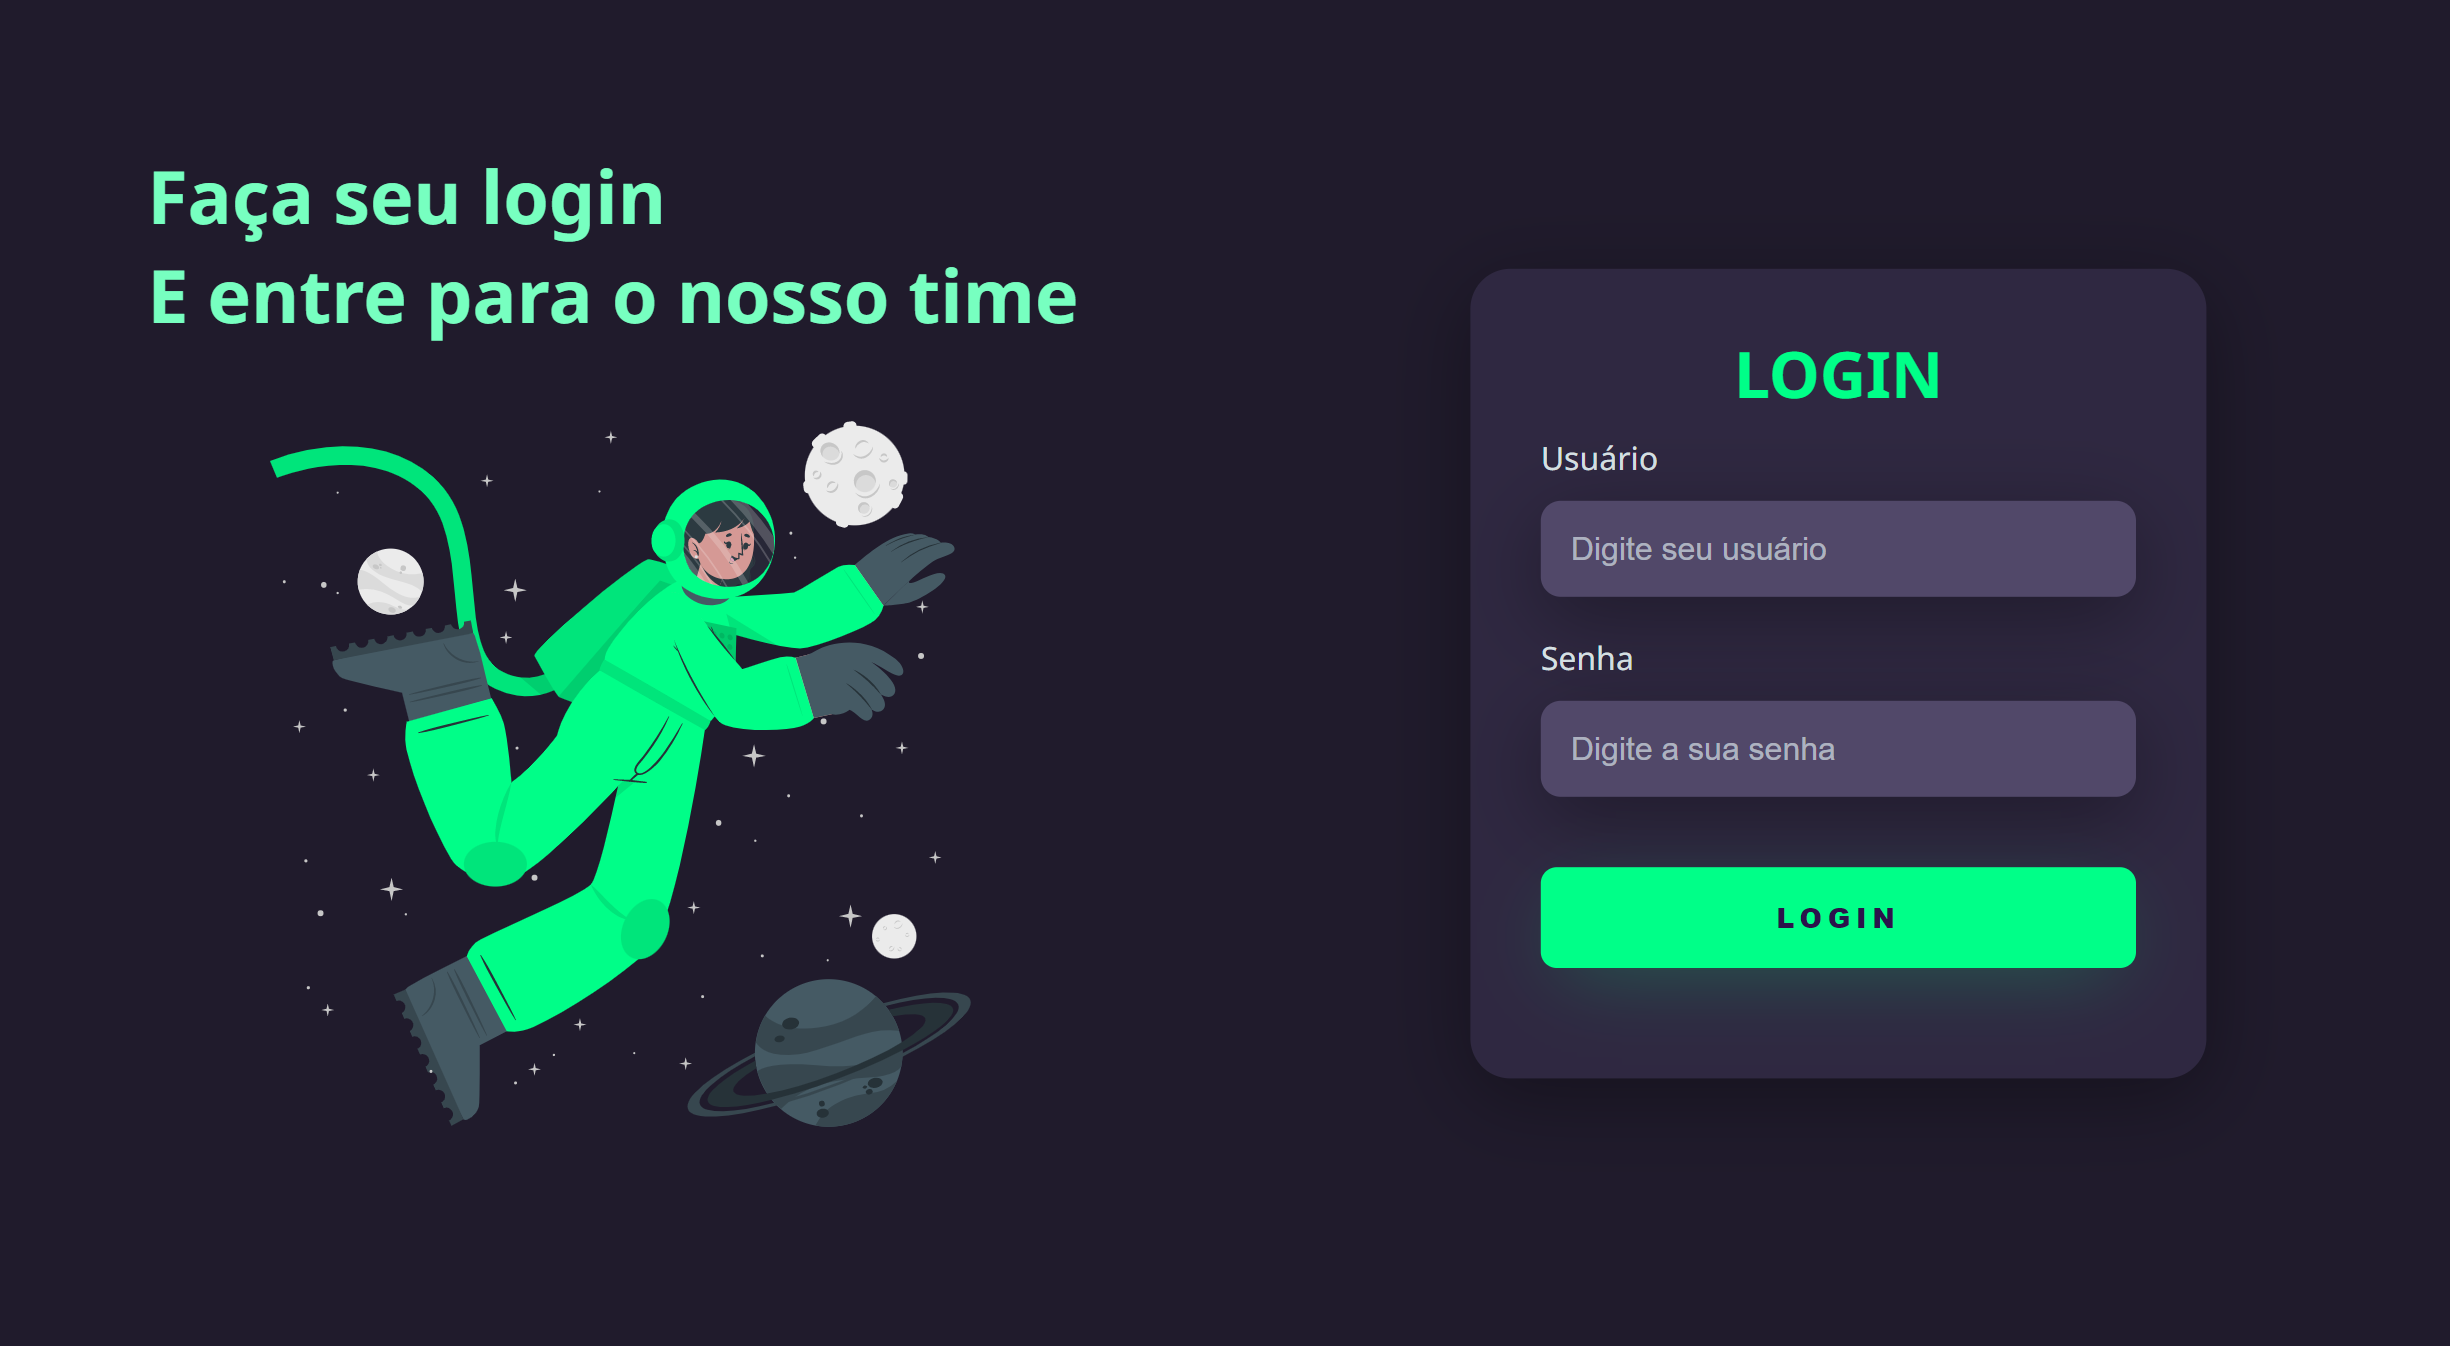 Faça seu login
E entre para o nosso time
LOGIN
Usuário
Digite seu usuário
Senha
Digite a sua senha
LOGIN